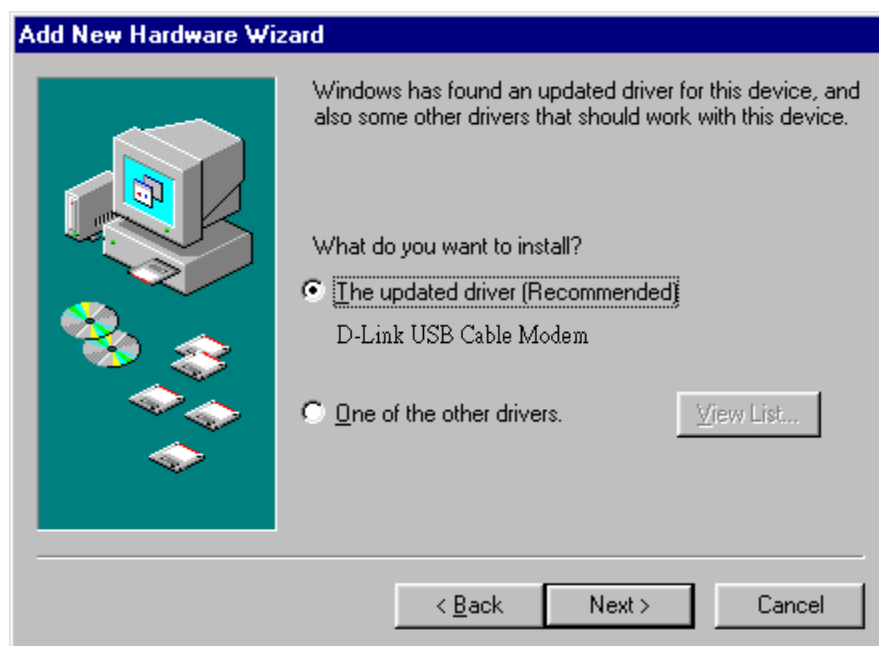 Add New Hardware Wizard
Windows has found an updated driver for this device, and
also some other drivers that should work with this device.
What do you want to install?
The updated driver (Recommended)
D-Link USB Cable Modem
One of the other drivers.
View List...
< Back
Next >
Cancel